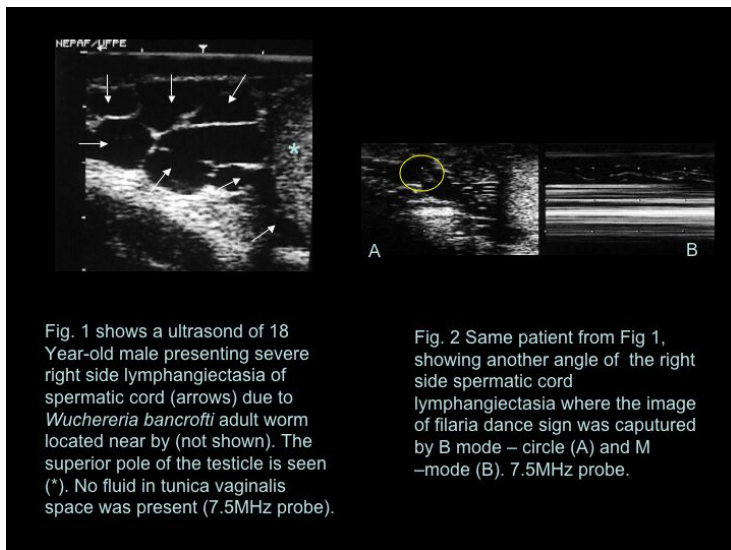 NEPAF/UFPE
*
A
B
Fig. 1 shows a ultrasond of 18
Year-old male presenting severe
right side lymphangiectasia of
spermatic cord (arrows) due to
Wuchereria bancrofti adult worm
located near by (not shown). The
superior pole of the testicle is seen
(*). No fluid in tunica vaginalis
space was present (7.5MHz probe).
Fig. 2 Same patient from Fig 1,
showing another angle of  the right
side spermatic cord
lymphangiectasia where the image
of filaria dance sign was caputured
by B mode – circle (A) and M
–mode (B). 7.5MHz probe.